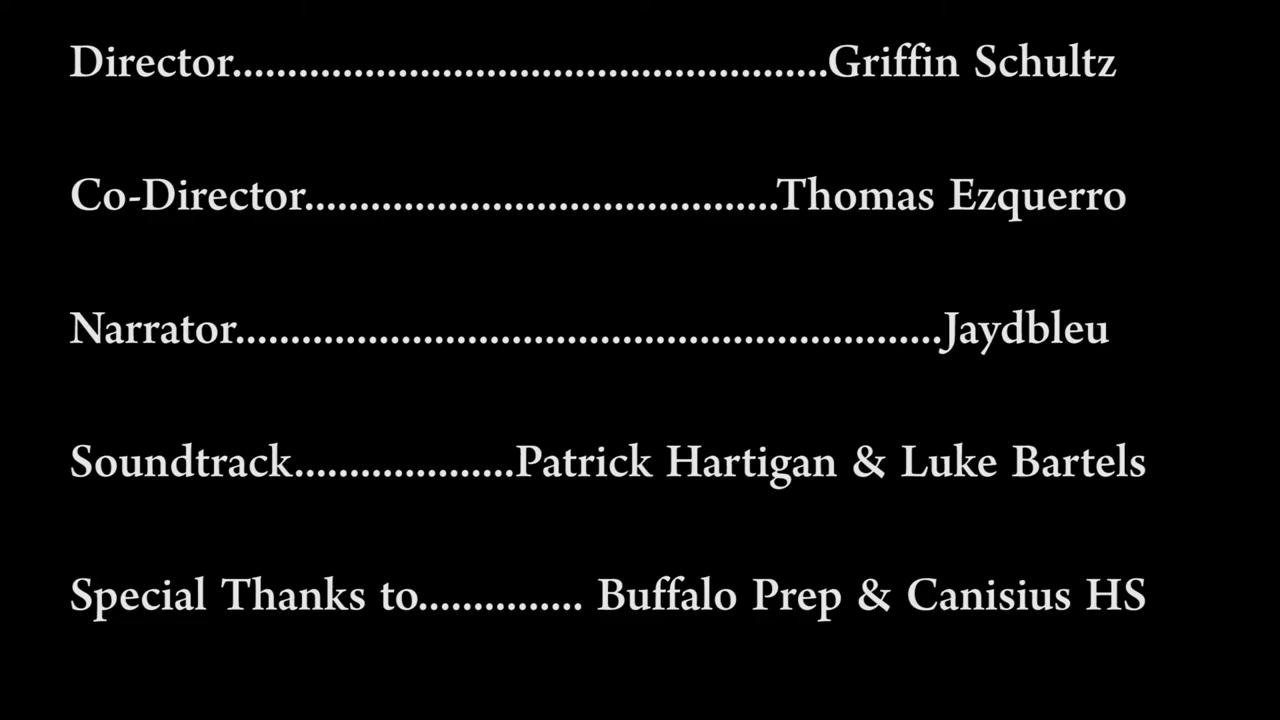 Director......................................................Griffin Schultz
Co-Director...........................................Thomas Ezquerro
Narrator................................................................Jaydbleu
Soundtrack....................Patrick Hartigan & Luke Bartels
Special Thanks to............... Buffalo Prep & Canisius HS